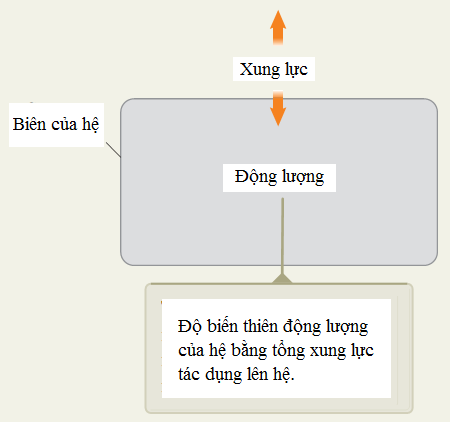 Xung lực
Biên của hệ
Động lượng
Độ biến thiên động lượng
của hệ bằng tổng xung lực
tác dụng lên hệ.